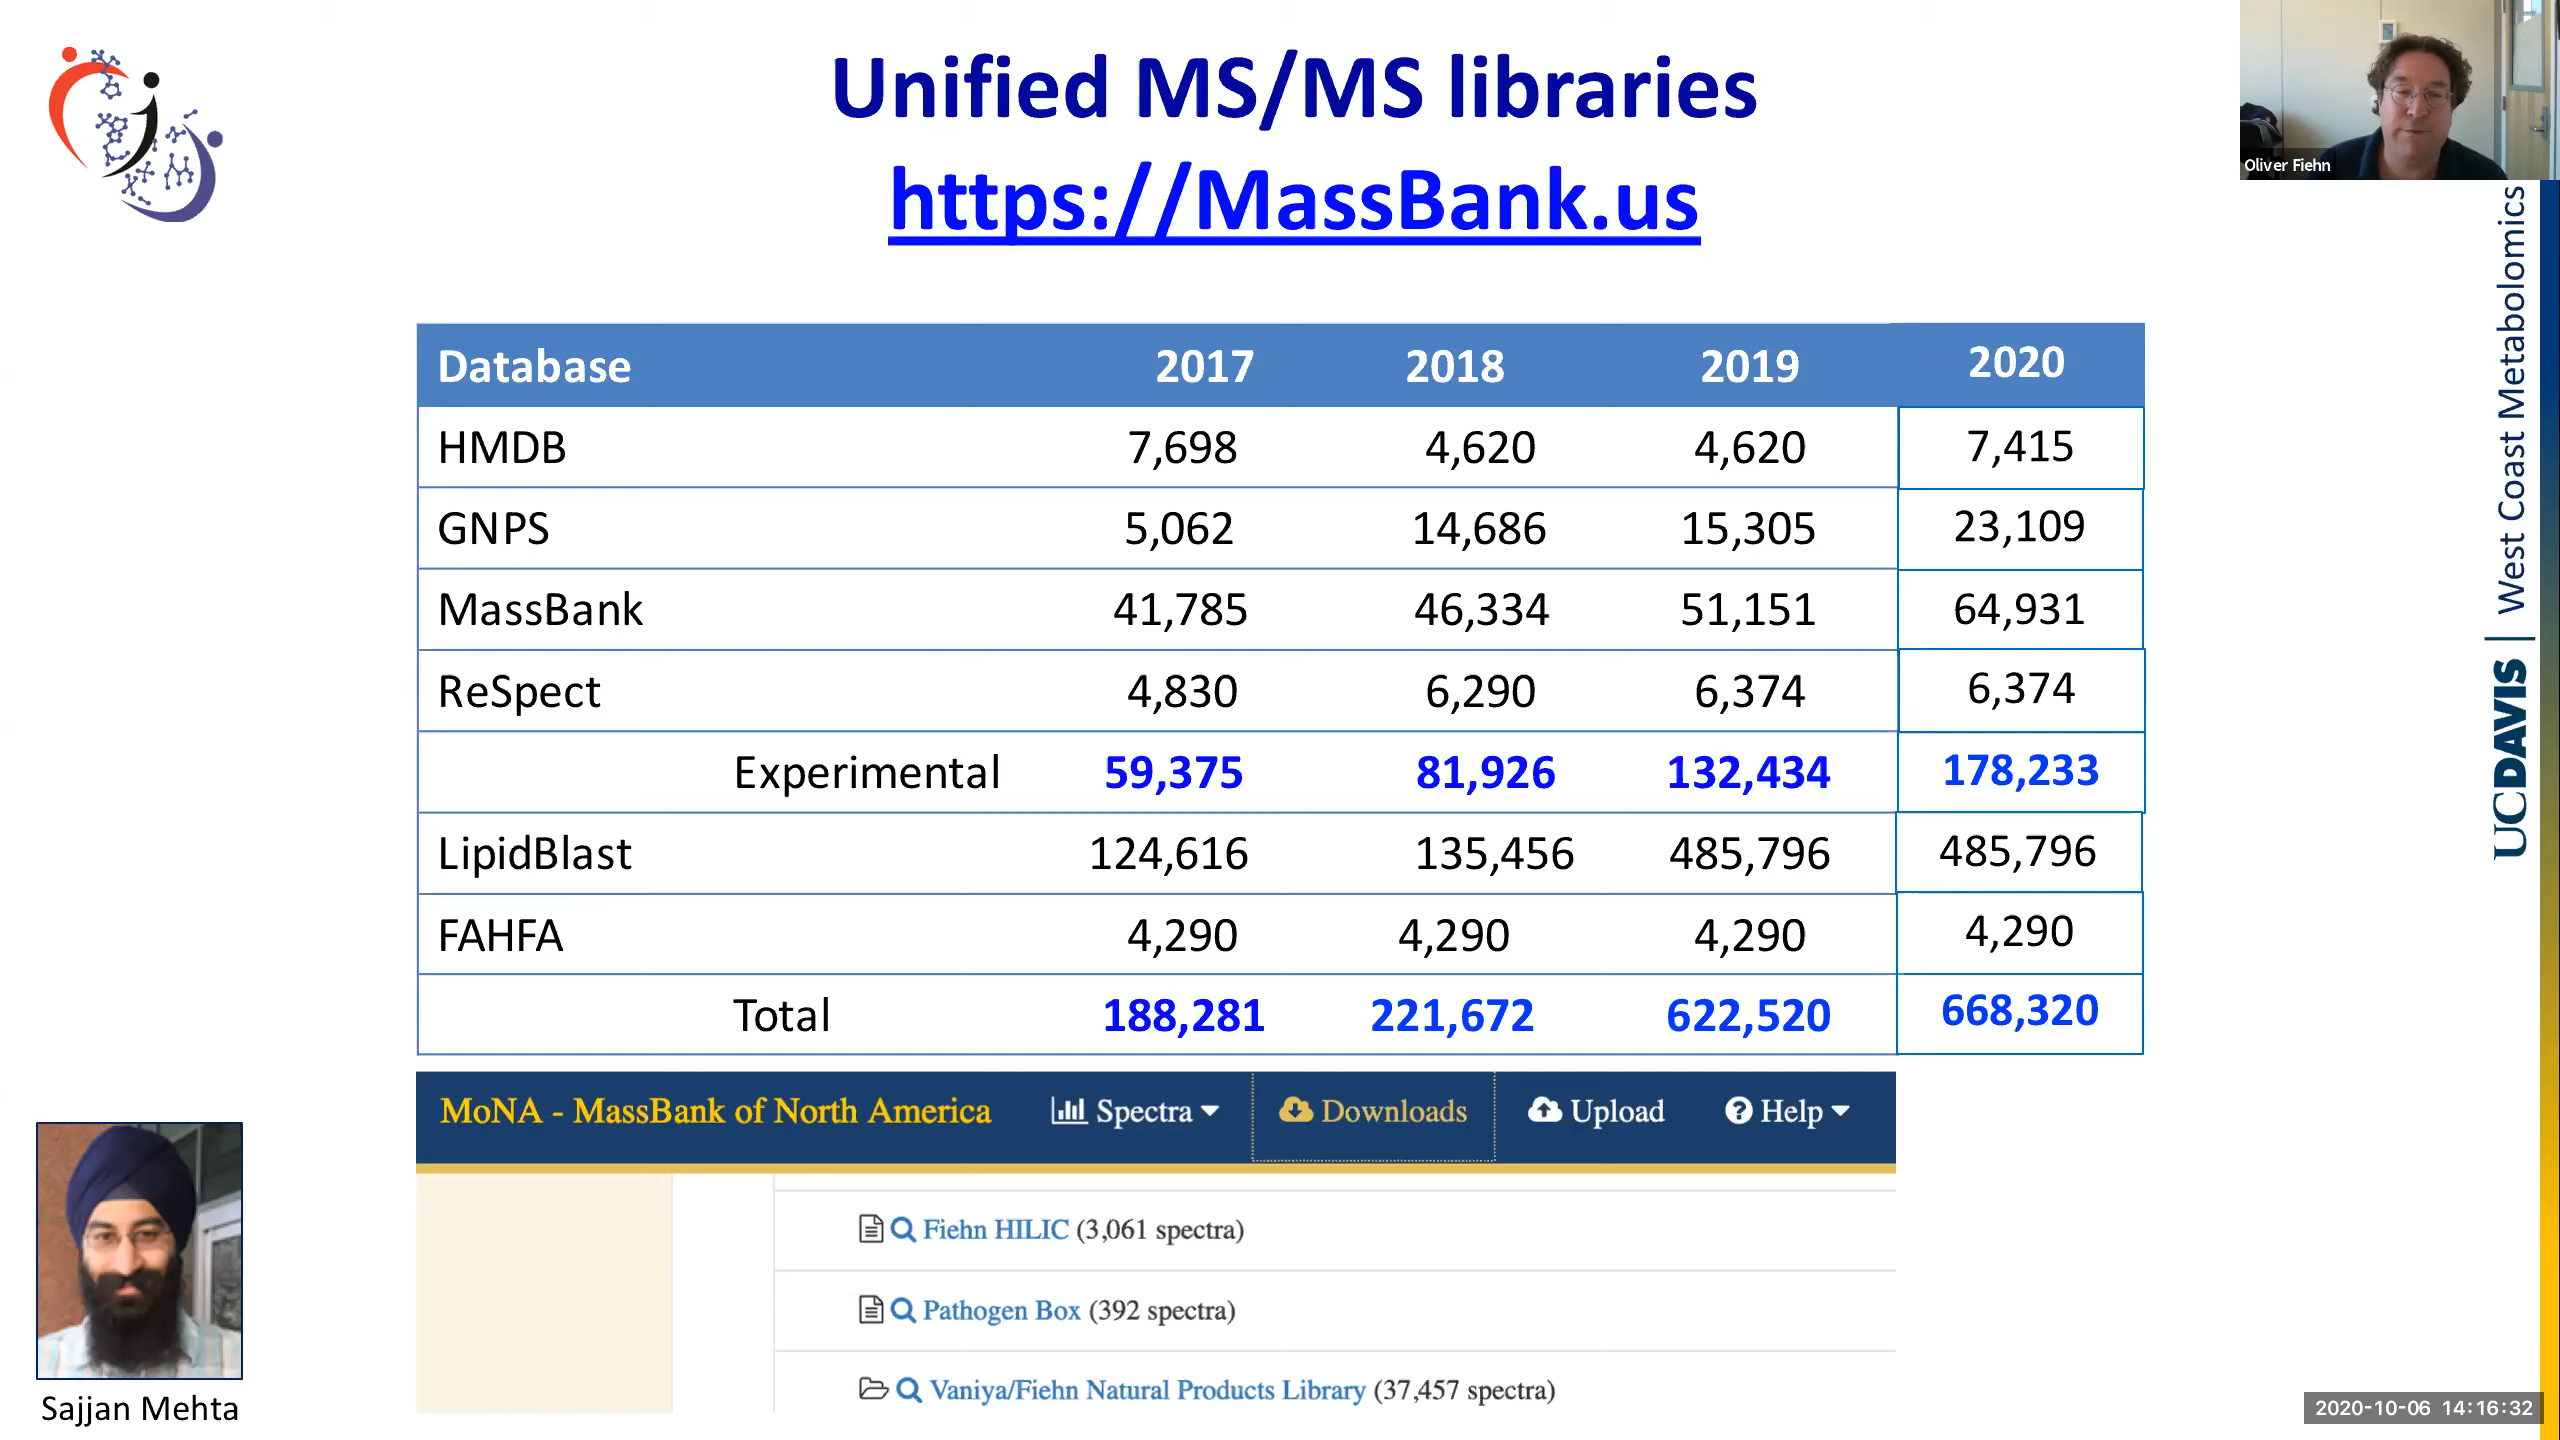 Unified MS/MS libraries
https://MassBank.us
Oliver Fiehn
Database 2017 2018 2019 2020
HMDB 7,698 4,620 4,620 7,415
GNPS 5,062 14,686 15,305 23,109
MassBank 41,785 46,334 51,151 64,931
ReSpect 4,830 6,290 6,374 6,374
Experimental 59,375 81,926 132,434 178,233
LipidBlast 124,616 135,456 485,796 485,796
FAHFA 4,290 4,290 4,290 4,290
Total 188,281 221,672 622,520 668,320
MoNA - MassBank of North America Spectra Downloads Upload Help
Fiehn HILIC (3,061 spectra)
Pathogen Box (392 spectra)
Vaniya/Fiehn Natural Products Library (37,457 spectra)
Sajjan Mehta
UCDAVIS | West Coast Metabolomics
2020-10-06 14:16:32